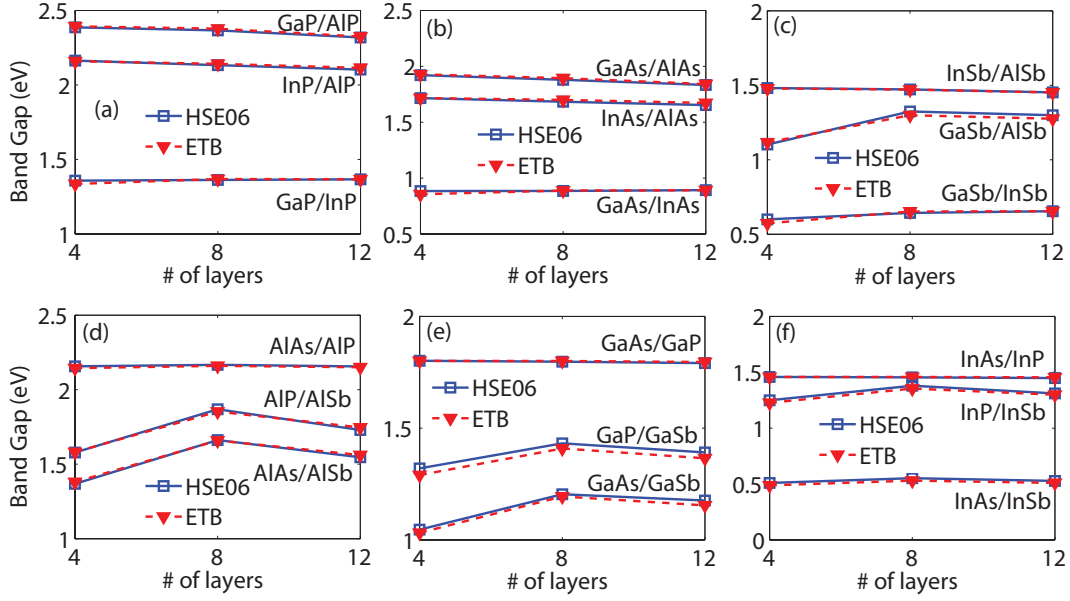 2.5
2
1.5
1
Band Gap (eV)
GaP/AlP
InP/AlP
(a)
HSE06
ETB
GaP/InP
4
8
12
# of layers
2.5
2
1.5
1
0.5
(b)
GaAs/AlAs
InAs/AlAs
HSE06
ETB
GaAs/InAs
4
8
12
# of layers
2
1.5
1
0.5
(c)
InSb/AlSb
GaSb/AlSb
HSE06
ETB
GaSb/InSb
4
8
12
# of layers
2.5
2
1.5
1
Band Gap (eV)
(d)
AlAs/AlP
AlP/AlSb
AlAs/AlSb
HSE06
ETB
4
8
12
# of layers
2
1.5
1
(e)
GaAs/GaP
HSE06
ETB
GaP/GaSb
GaAs/GaSb
4
8
12
# of layers
2
1.5
1
0.5
0
(f)
InAs/InP
InP/InSb
HSE06
ETB
InAs/InSb
4
8
12
# of layers